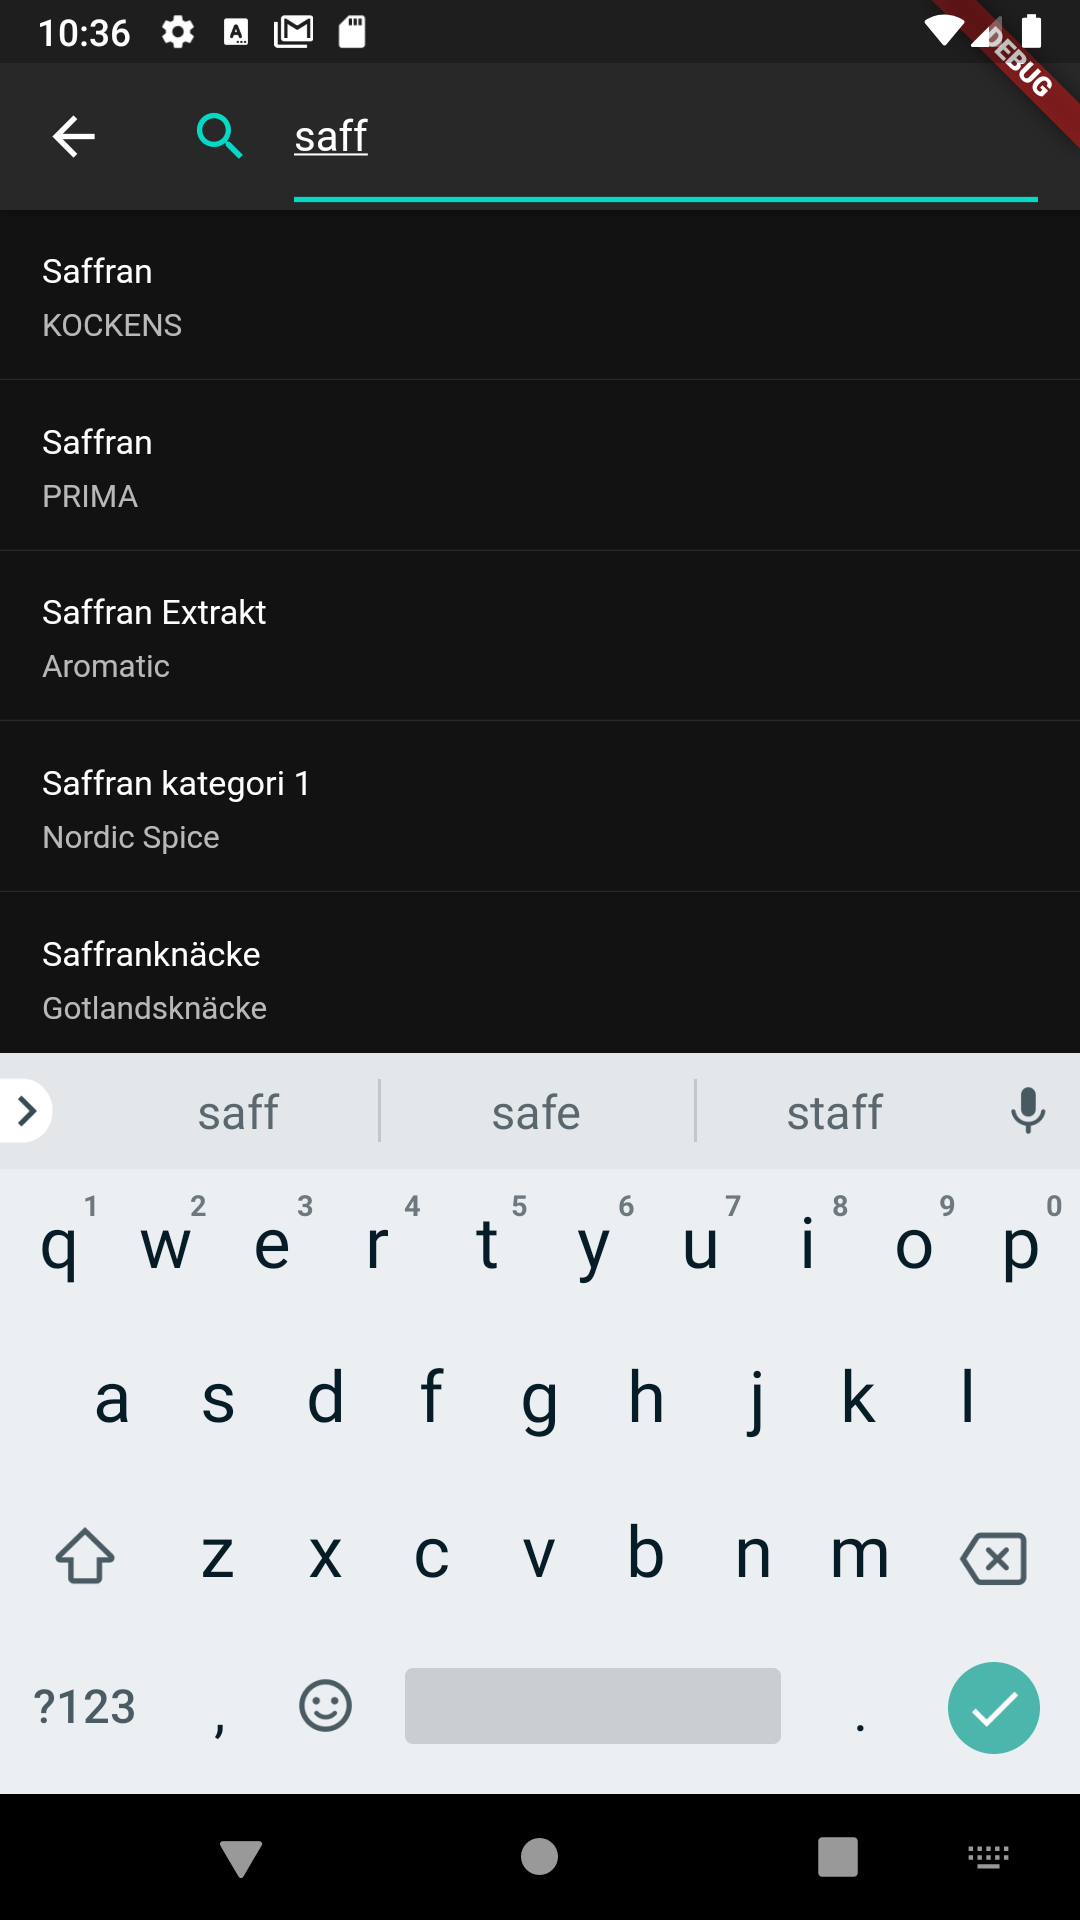 10:36
DEBUG
saff
Saffran
KOCKENS
Saffran
PRIMA
Saffran Extrakt
Aromatic
Saffran kategori 1
Nordic Spice
Saffranknäcke
Gotlandsknäcke
saff safe staff
1 2 3 4 5 6 7 8 9 0
q w e r t y u i o p
a s d f g h j k l
z x c v b n m
?123 , .